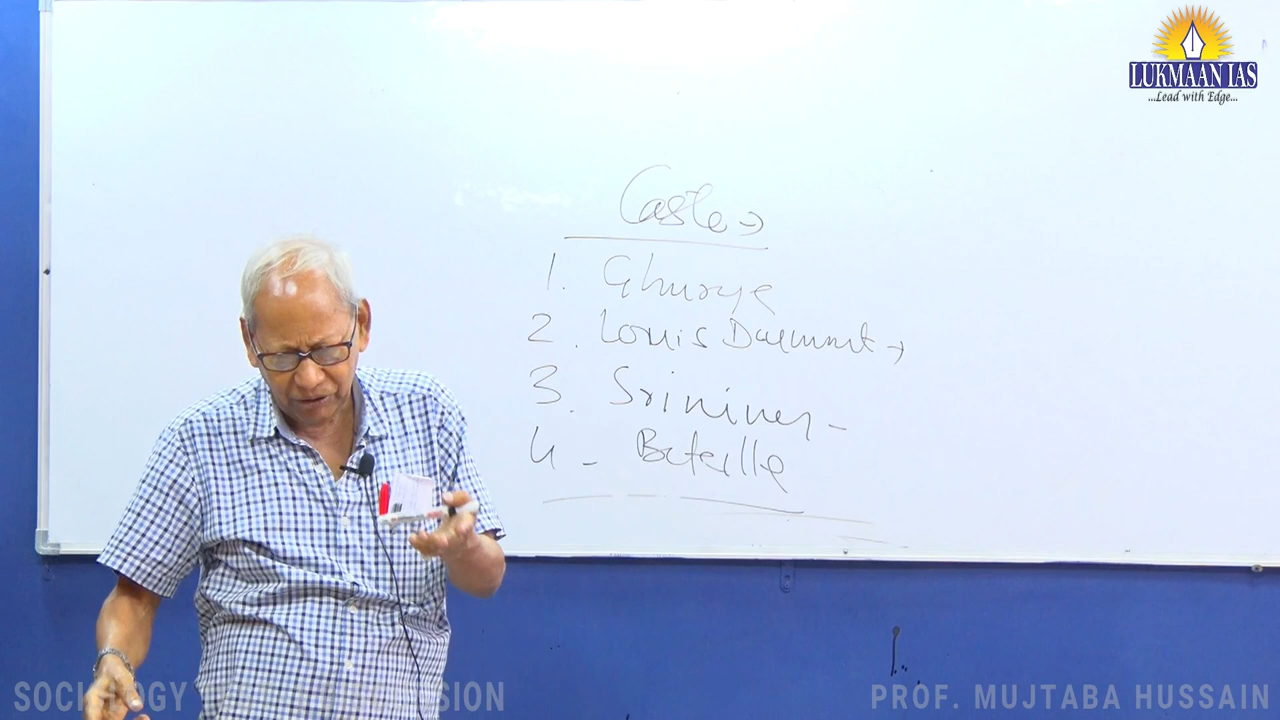 LUKMAAN IAS
...Lead with Edge...
Caste →
1. Ghurye
2. Louis Dumont →
3. Srinivas -
4 - Beteille
SOCIOLOGY
PROF. MUJTABA HUSSAIN